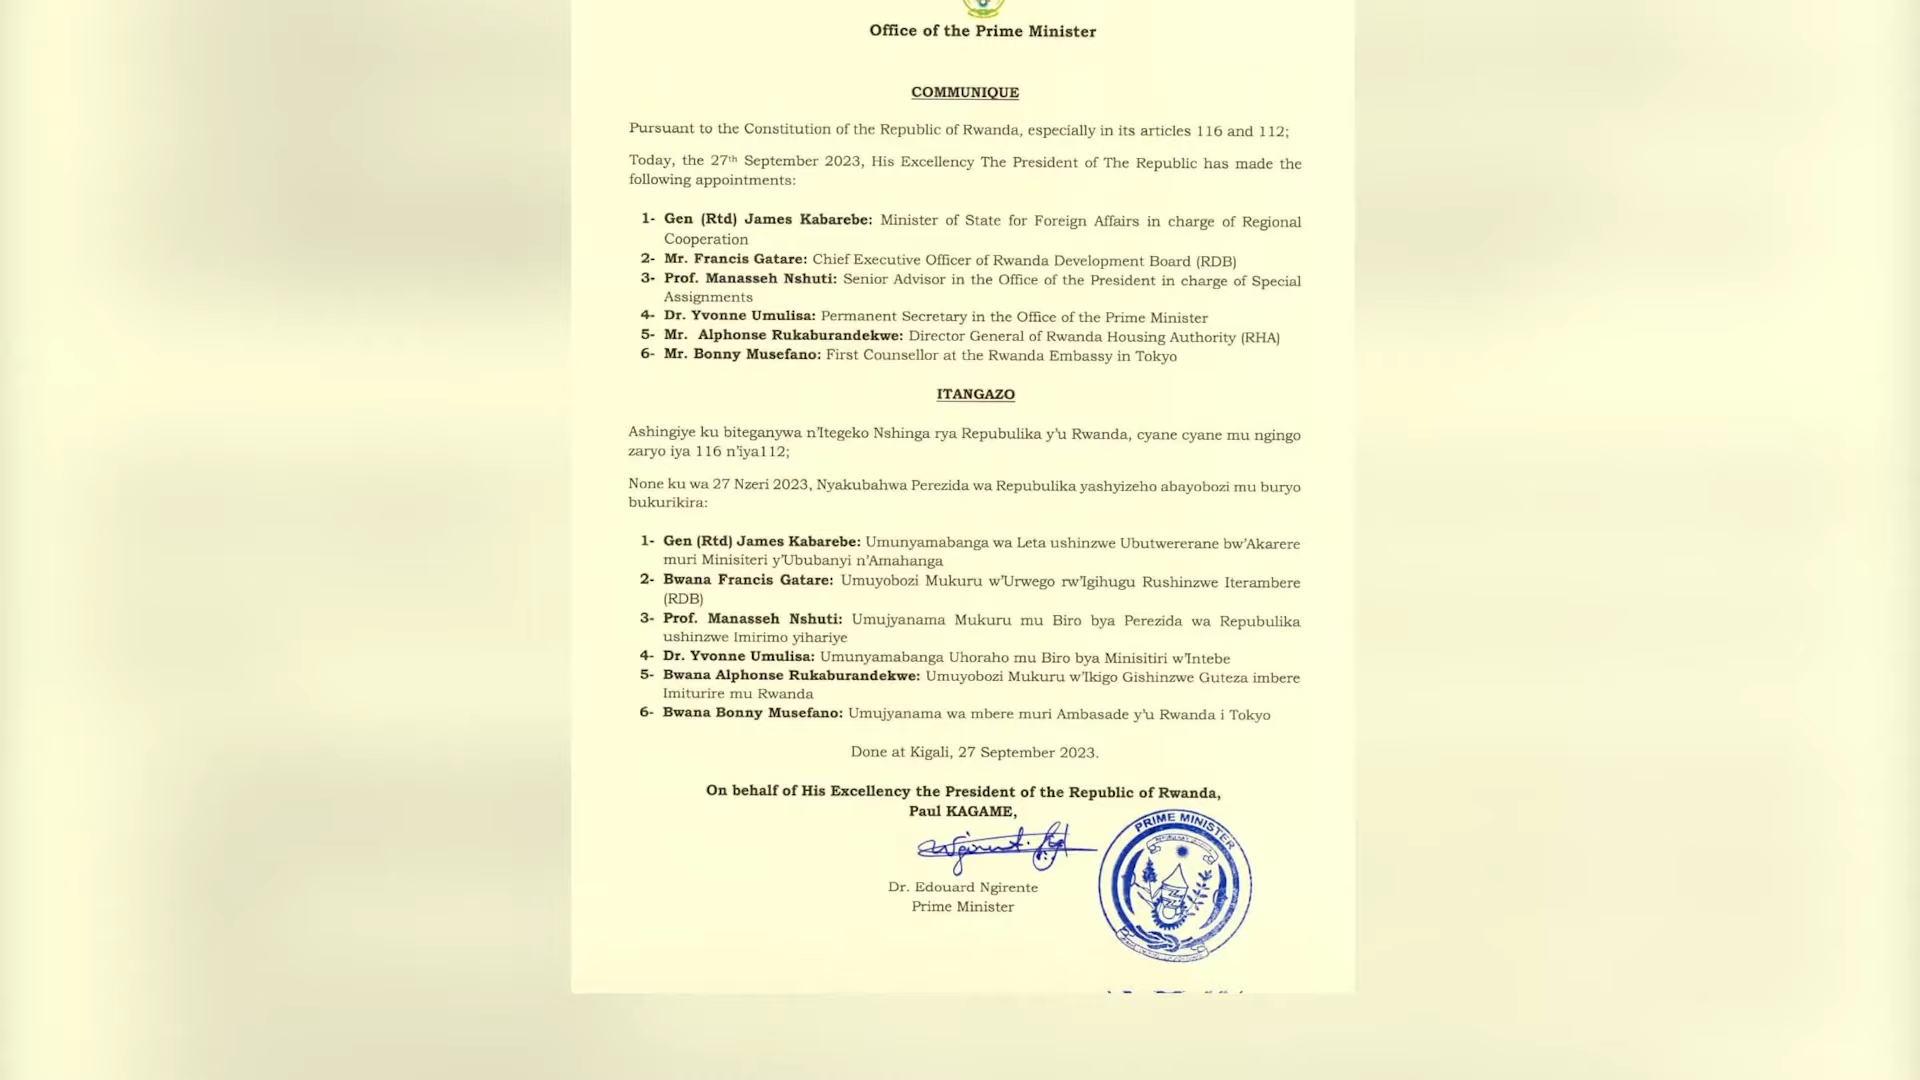 Office of the Prime Minister
COMMUNIQUE
Pursuant to the Constitution of the Republic of Rwanda, especially in its articles 116 and 112;
Today, the 27th September 2023, His Excellency The President of The Republic has made the
following appointments:
1- Gen (Rtd) James Kabarebe: Minister of State for Foreign Affairs in charge of Regional
Cooperation
2- Mr. Francis Gatare: Chief Executive Officer of Rwanda Development Board (RDB)
3- Prof. Manasseh Nshuti: Senior Advisor in the Office of the President in charge of Special
Assignments
4- Dr. Yvonne Umulisa: Permanent Secretary in the Office of the Prime Minister
5- Mr. Alphonse Rukaburandekwe: Director General of Rwanda Housing Authority (RHA)
6- Mr. Bonny Musefano: First Counsellor at the Rwanda Embassy in Tokyo
ITANGAZO
Ashingiye ku biteganywa n'Itegeko Nshinga rya Repubulika y'u Rwanda, cyane cyane mu ngingo
zaryo iya 116 n'iya112;
None ku wa 27 Nzeri 2023, Nyakubahwa Perezida wa Repubulika yashyizeho abayobozi mu buryo
bukurikira:
1- Gen (Rtd) James Kabarebe: Umunyamabanga wa Leta ushinzwe Ubutwererane bw'Akarere
muri Minisiteri y'Ububanyi n'Amahanga
2- Bwana Francis Gatare: Umuyobozi Mukuru w'Urwego rw'Igihugu Rushinzwe Iterambere
(RDB)
3- Prof. Manasseh Nshuti: Umujyanama Mukuru mu Biro bya Perezida wa Repubulika
ushinzwe Imirimo yihariye
4- Dr. Yvonne Umulisa: Umunyamabanga Uhoraho mu Biro bya Minisitiri w'Intebe
5- Bwana Alphonse Rukaburandekwe: Umuyobozi Mukuru w'Ikigo Gishinzwe Guteza imbere
Imiturire mu Rwanda
6- Bwana Bonny Musefano: Umujyanama wa mbere muri Ambasade y'u Rwanda i Tokyo
Done at Kigali, 27 September 2023.
On behalf of His Excellency the President of the Republic of Rwanda,
Paul KAGAME,
PRIME MINISTER
Dr. Edouard Ngirente
Prime Minister